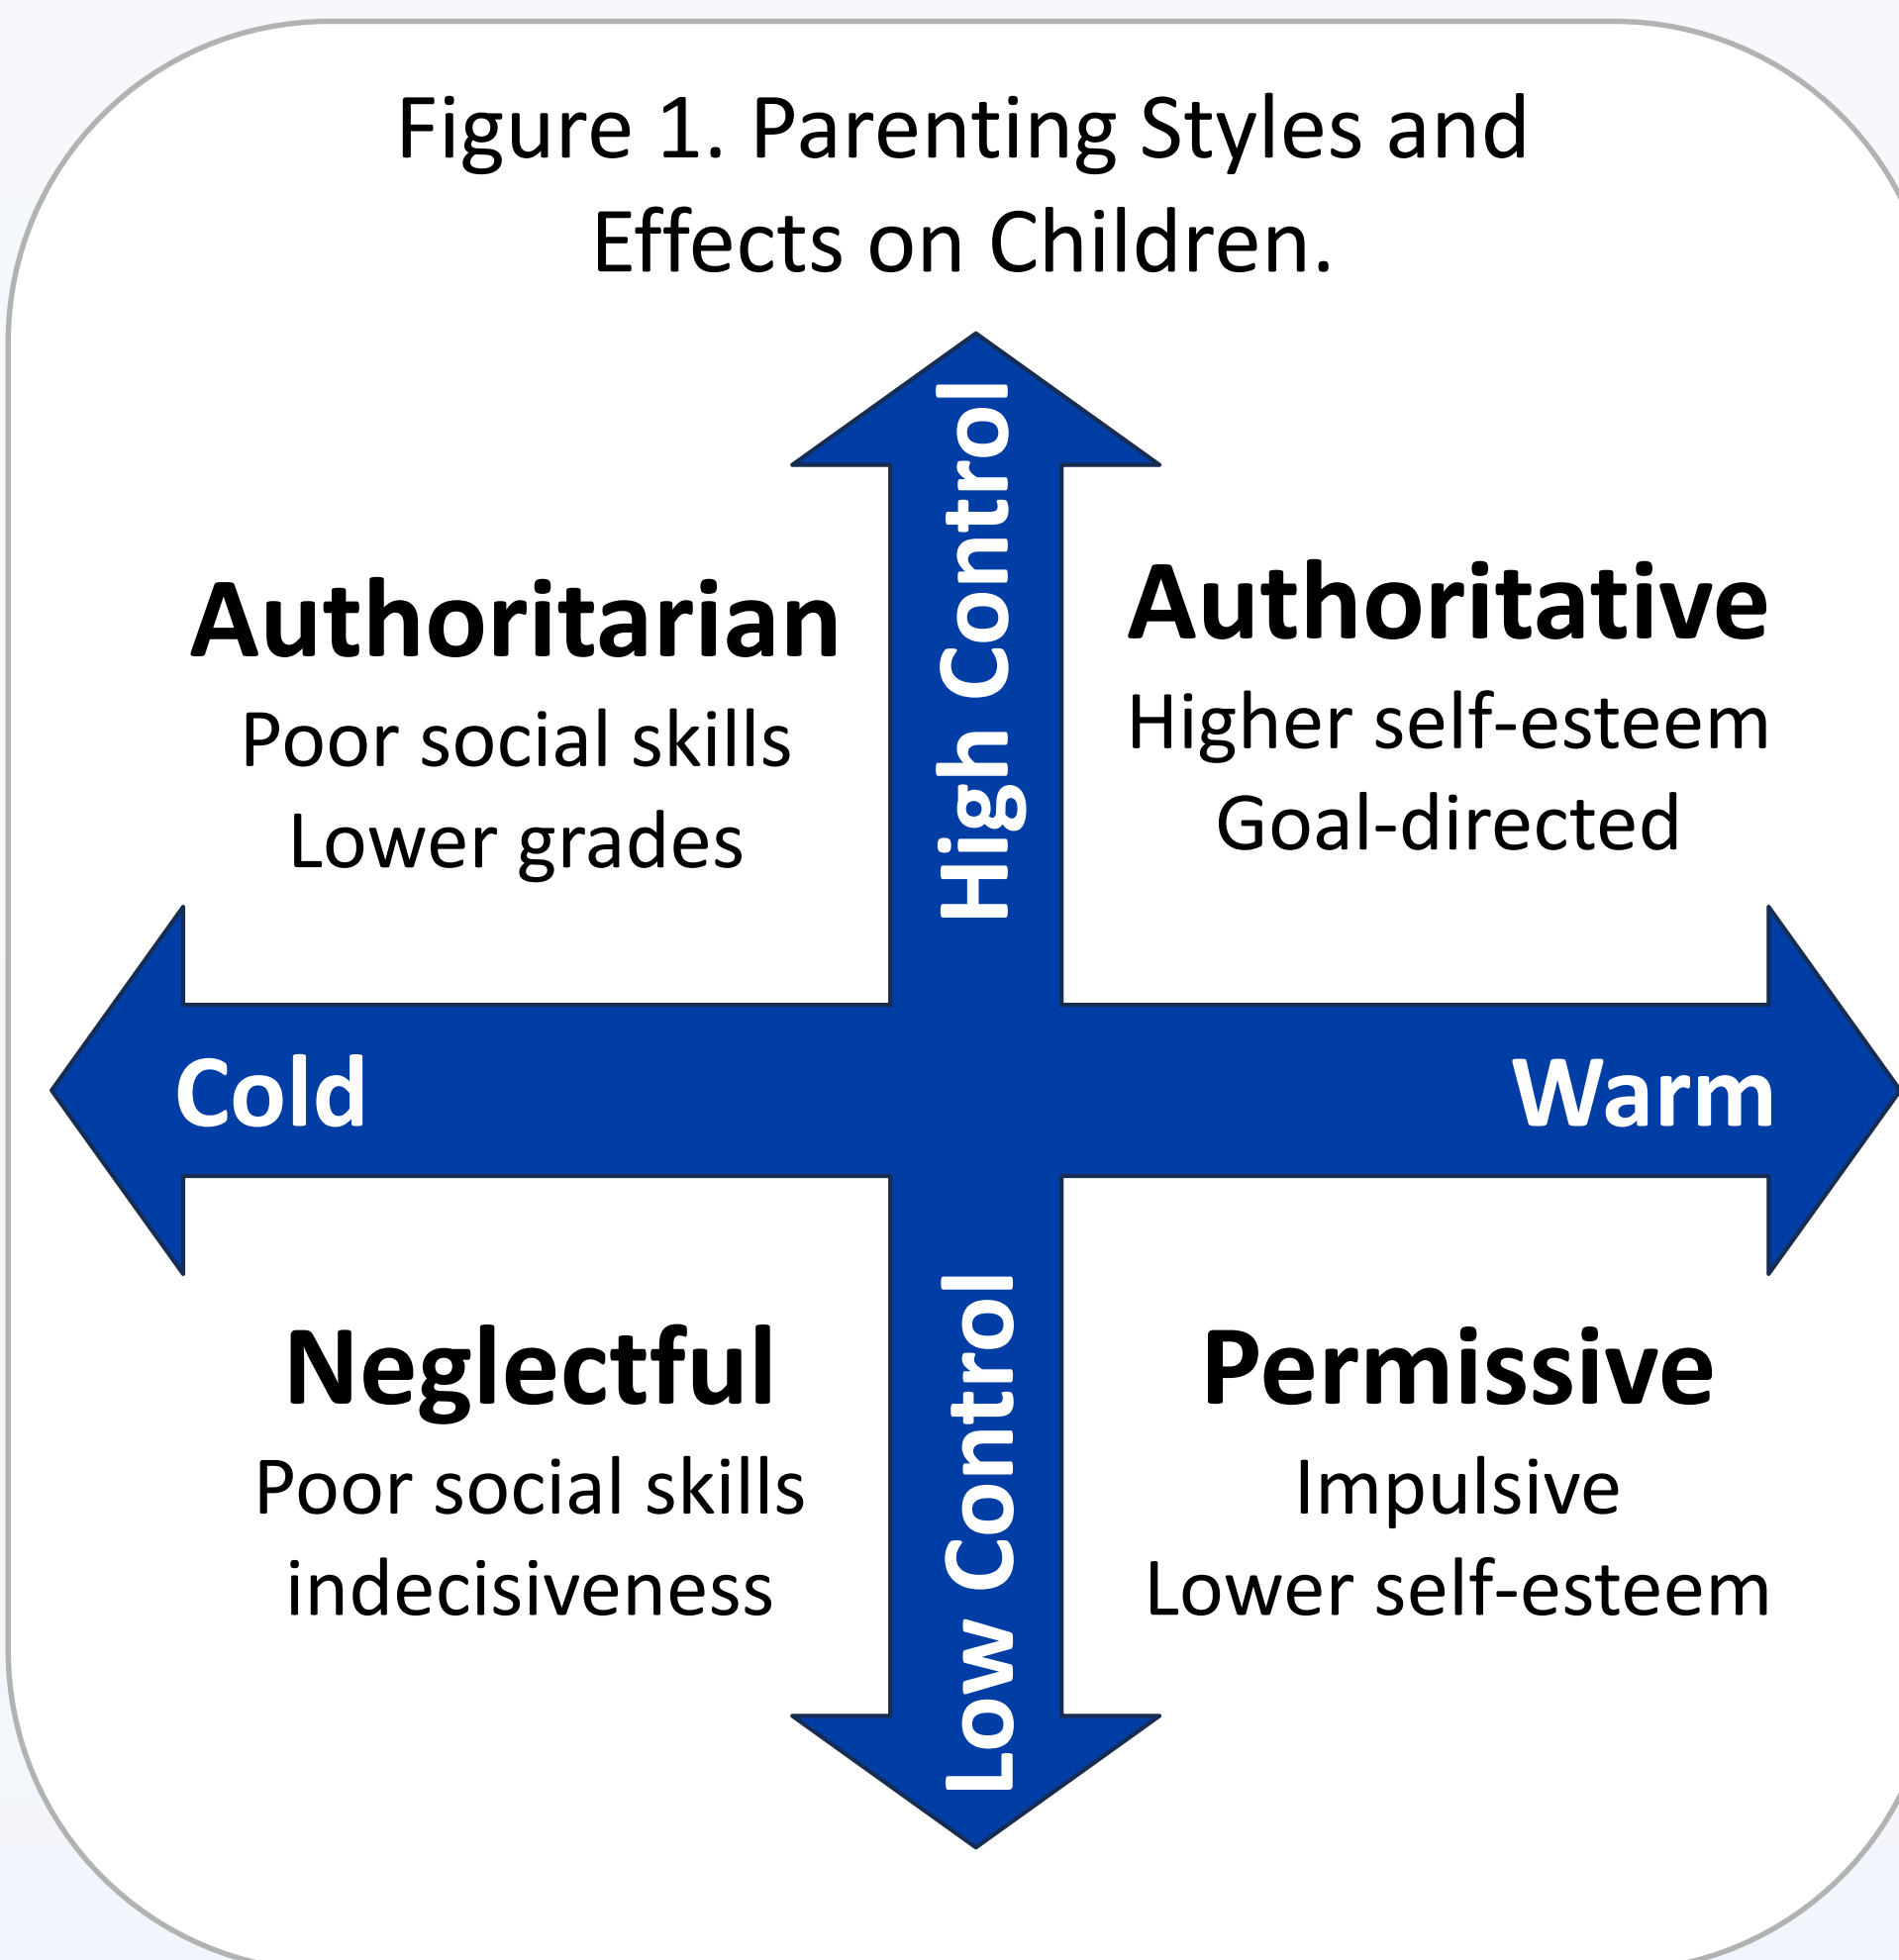 Figure 1. Parenting Styles and
Effects on Children.
High Control
Authoritarian
Poor social skills
Lower grades
Authoritative
Higher self-esteem
Goal-directed
Cold
Warm
Neglectful
Poor social skills
indecisiveness
Low Control
Permissive
Impulsive
Lower self-esteem